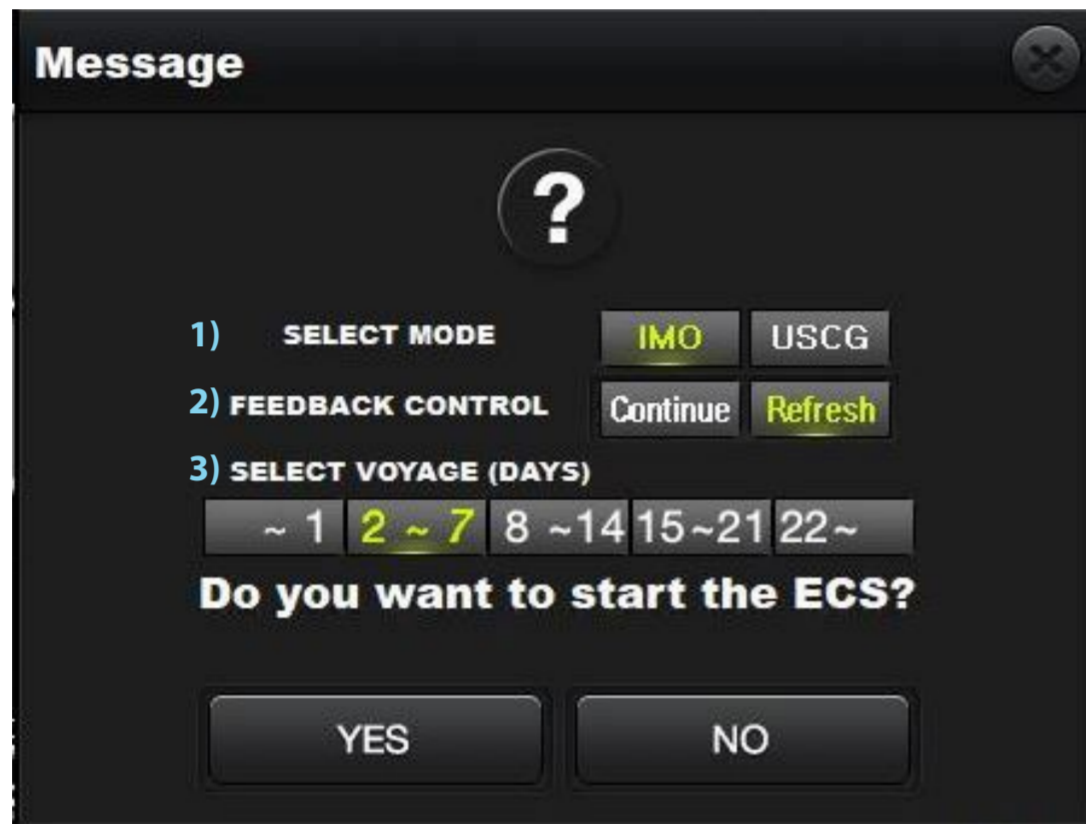 Message
?
1) SELECT MODE IMO USCG
2) FEEDBACK CONTROL Continue Refresh
3) SELECT VOYAGE (DAYS)
~ 1 2 ~ 7 8 ~14 15~21 22~
Do you want to start the ECS?
YES NO